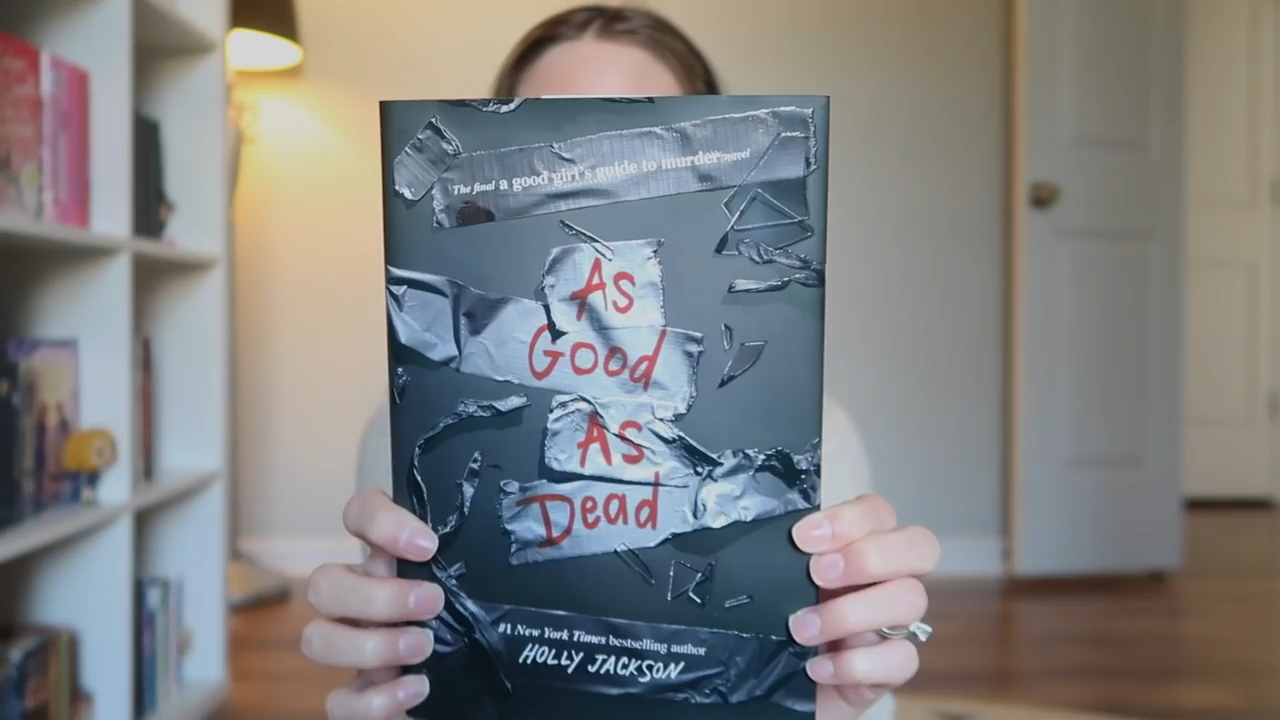 The final a good girl's guide to murder novel
As
Good
As
Dead
#1 New York Times bestselling author
HOLLY JACKSON